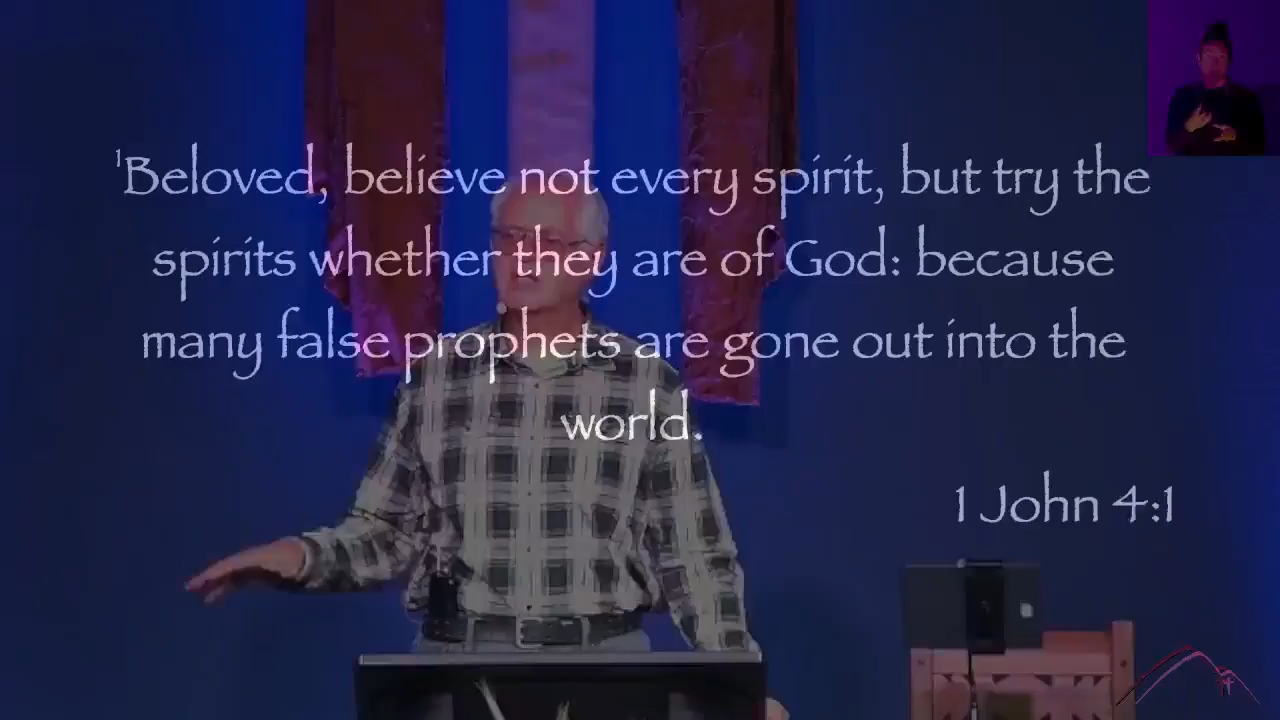 ¹Beloved, believe not every spirit, but try the
spirits whether they are of God: because
many false prophets are gone out into the
world.
1 John 4:1